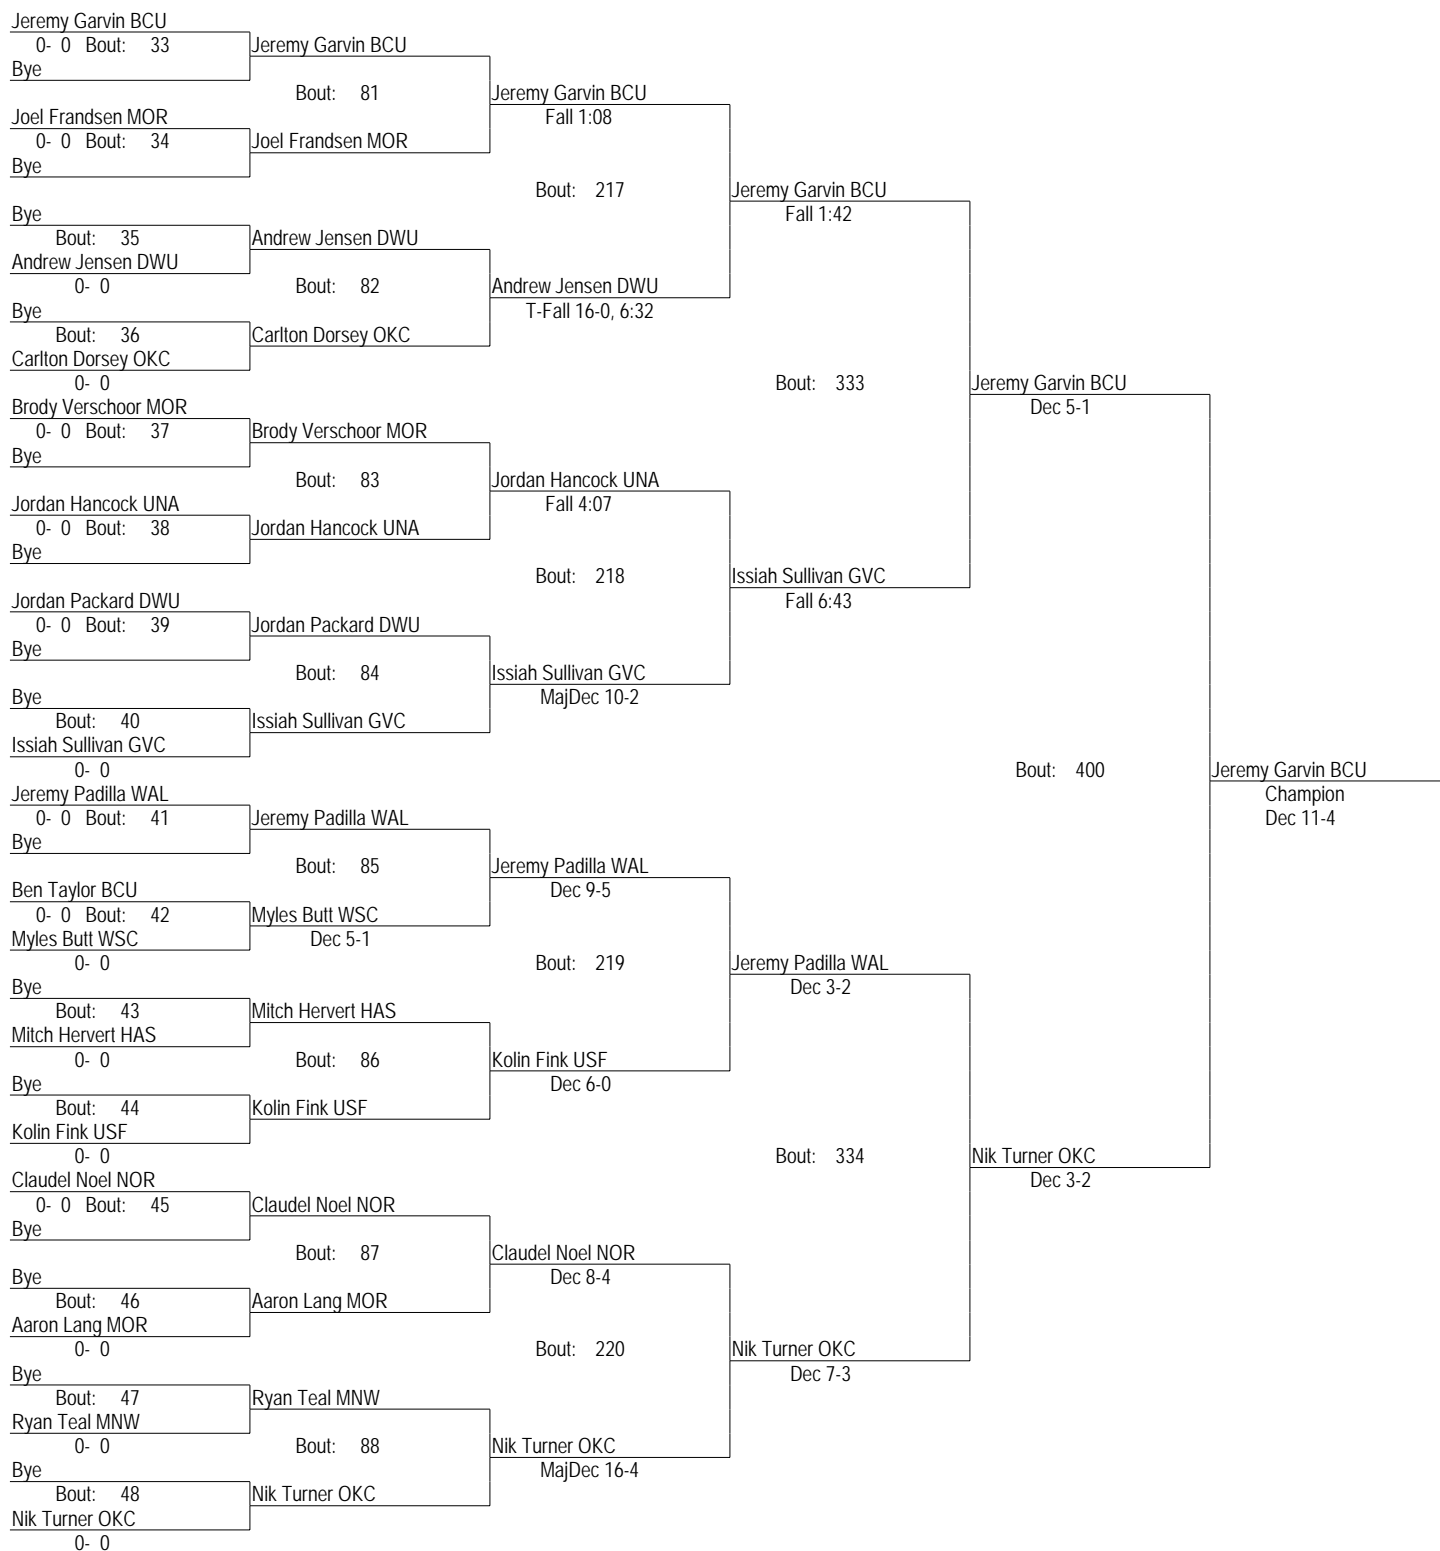 Jeremy Garvin BCU
0- 0 Bout: 33
Jeremy Garvin BCU
Bye
Bout: 81
Jeremy Garvin BCU
Joel Frandsen MOR
Fall 1:08
0- 0 Bout: 34
Joel Frandsen MOR
Bye
Bout: 217
Jeremy Garvin BCU
Bye
Fall 1:42
Bout: 35
Andrew Jensen DWU
Andrew Jensen DWU
0- 0
Bout: 82
Andrew Jensen DWU
Bye
T-Fall 16-0, 6:32
Bout: 36
Carlton Dorsey OKC
Carlton Dorsey OKC
0- 0
Bout: 333
Jeremy Garvin BCU
Brody Verschoor MOR
Dec 5-1
0- 0 Bout: 37
Brody Verschoor MOR
Bye
Bout: 83
Jordan Hancock UNA
Jordan Hancock UNA
Fall 4:07
0- 0 Bout: 38
Jordan Hancock UNA
Bye
Bout: 218
Issiah Sullivan GVC
Jordan Packard DWU
Fall 6:43
0- 0 Bout: 39
Jordan Packard DWU
Bye
Bout: 84
Issiah Sullivan GVC
Bye
MajDec 10-2
Bout: 40
Issiah Sullivan GVC
Issiah Sullivan GVC
0- 0
Bout: 400
Jeremy Garvin BCU
Jeremy Padilla WAL
Champion
0- 0 Bout: 41
Jeremy Padilla WAL
Dec 11-4
Bye
Bout: 85
Jeremy Padilla WAL
Ben Taylor BCU
Dec 9-5
0- 0 Bout: 42
Myles Butt WSC
Myles Butt WSC
Dec 5-1
0- 0
Bout: 219
Jeremy Padilla WAL
Bye
Dec 3-2
Bout: 43
Mitch Hervert HAS
Mitch Hervert HAS
0- 0
Bout: 86
Kolin Fink USF
Bye
Dec 6-0
Bout: 44
Kolin Fink USF
Kolin Fink USF
0- 0
Bout: 334
Nik Turner OKC
Claudel Noel NOR
Dec 3-2
0- 0 Bout: 45
Claudel Noel NOR
Bye
Bout: 87
Claudel Noel NOR
Bye
Dec 8-4
Bout: 46
Aaron Lang MOR
Aaron Lang MOR
0- 0
Bout: 220
Nik Turner OKC
Bye
Dec 7-3
Bout: 47
Ryan Teal MNW
Ryan Teal MNW
0- 0
Bout: 88
Nik Turner OKC
Bye
MajDec 16-4
Bout: 48
Nik Turner OKC
Nik Turner OKC
0- 0